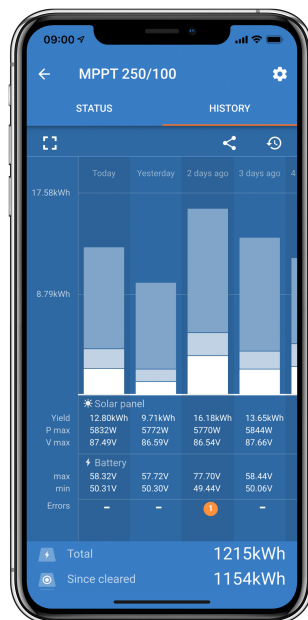 09:00
MPPT 250/100
STATUS HISTORY
Today Yesterday 2 days ago 3 days ago 4
17.58kWh
8.79kWh
Solar panel
Yield 12.80kWh 9.71kWh 16.18kWh 13.65kWh
P max 5832W 5772W 5770W 5844W
V max 87.49V 86.59V 86.54V 87.66V
Battery
max 58.32V 57.72V 77.70V 58.44V
min 50.31V 50.30V 49.44V 50.06V
Errors – – 1 –
Total 1215kWh
Since cleared 1154kWh